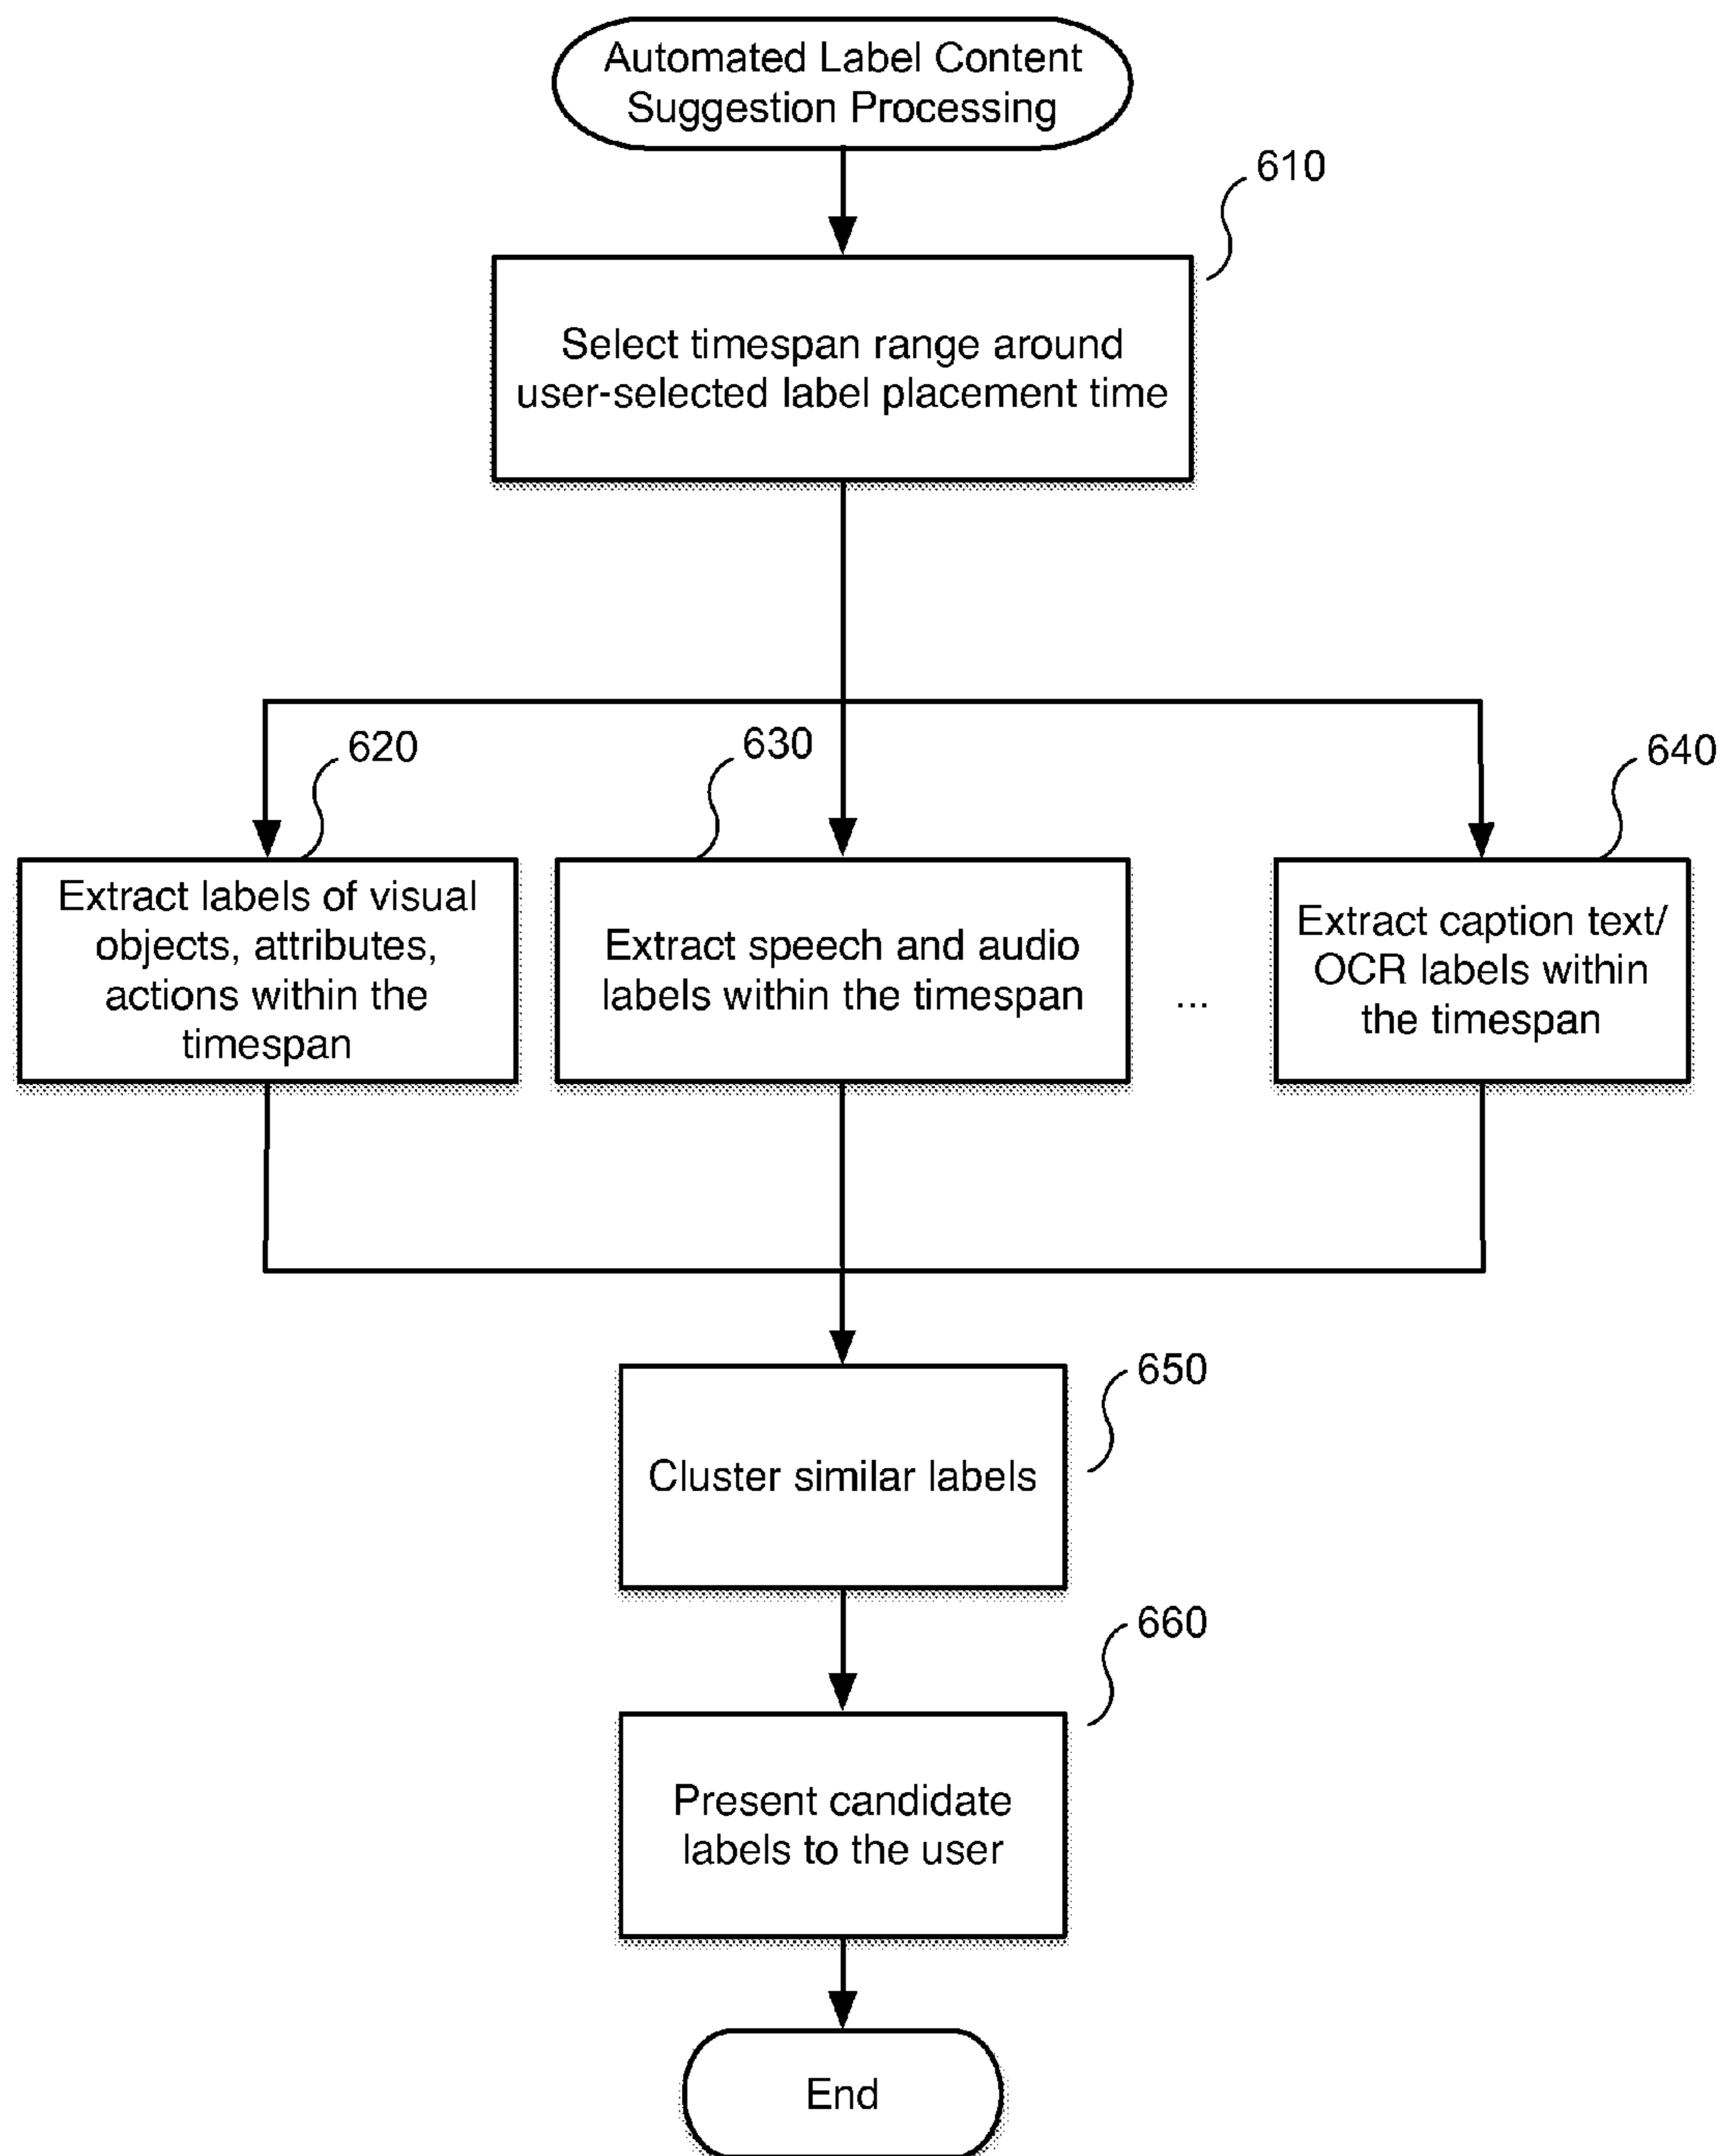 Automated Label Content
Suggestion Processing
610
Select timespan range around
user-selected label placement time
620
630
640
Extract labels of visual
objects, attributes,
actions within the
timespan
Extract speech and audio
labels within the timespan
...
Extract caption text/
OCR labels within
the timespan
650
Cluster similar labels
660
Present candidate
labels to the user
End